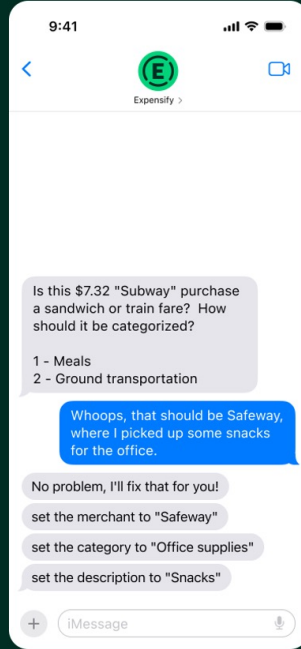 9:41
E
Expensify >
Is this $7.32 "Subway" purchase
a sandwich or train fare?  How
should it be categorized?
1 - Meals
2 - Ground transportation
Whoops, that should be Safeway,
where I picked up some snacks
for the office.
No problem, I'll fix that for you!
set the merchant to "Safeway"
set the category to "Office supplies"
set the description to "Snacks"
iMessage